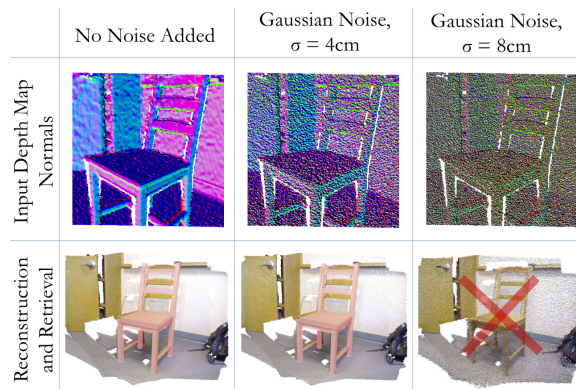 No Noise Added
Gaussian Noise,
σ = 4cm
Gaussian Noise,
σ = 8cm
Input Depth Map
Normals
Reconstruction
and Retrieval